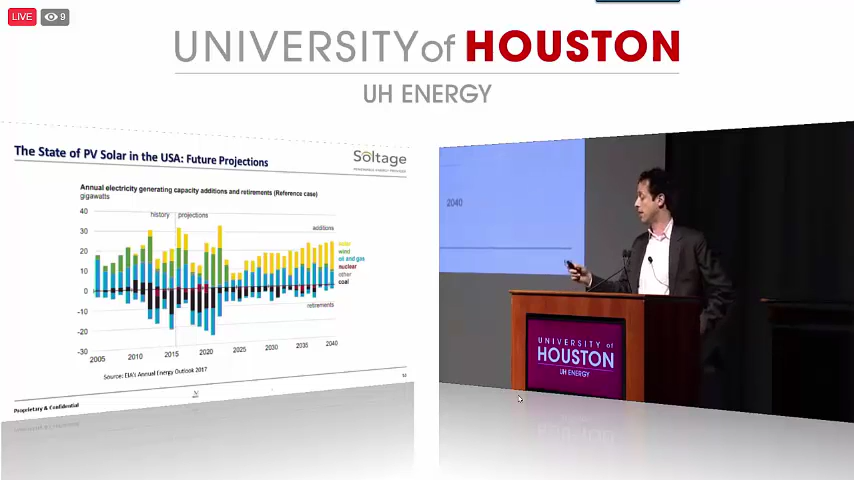 LIVE
9
UNIVERSITY of HOUSTON
UH ENERGY
The State of PV Solar in the USA: Future Projections
Soltage
Annual electricity generating capacity additions and retirements (Reference case)
gigawatts
40
30
20
10
0
-10
-20
-30
history
projections
additions
solar
wind
oil and gas
nuclear
other
coal
retirements
2005
2010
2015
2020
2025
2030
2035
2040
Source: EIA's Annual Energy Outlook 2017
Proprietary & Confidential
2040
UNIVERSITY of
HOUSTON
UH ENERGY